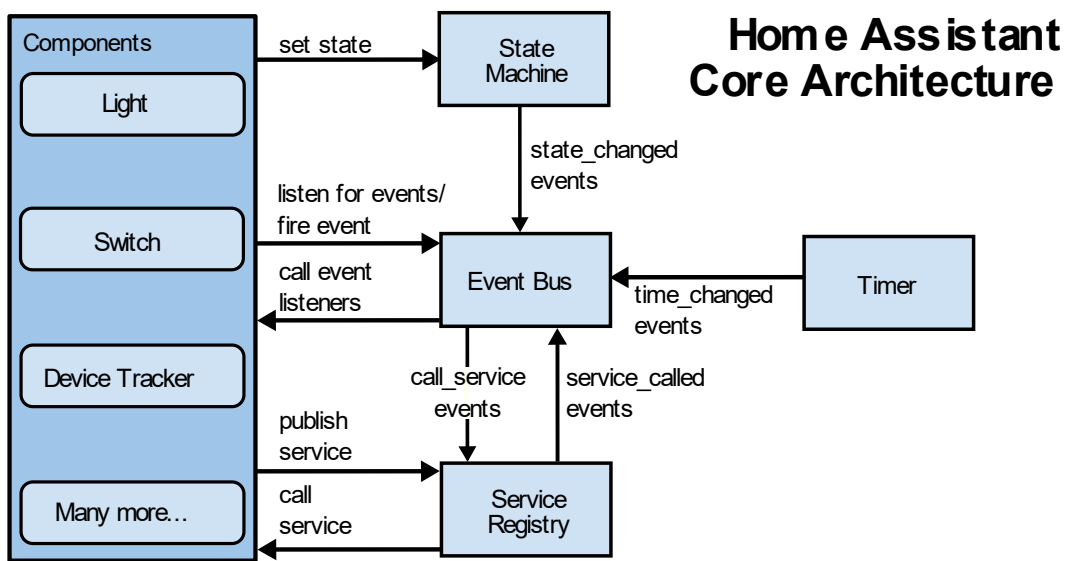 Home Assistant
Core Architecture
Components
Light
Switch
Device Tracker
Many more...
set state
State
Machine
state_changed
events
listen for events/
fire event
call event
listeners
Event Bus
time_changed
events
Timer
call_service
events
service_called
events
publish
service
call
service
Service
Registry